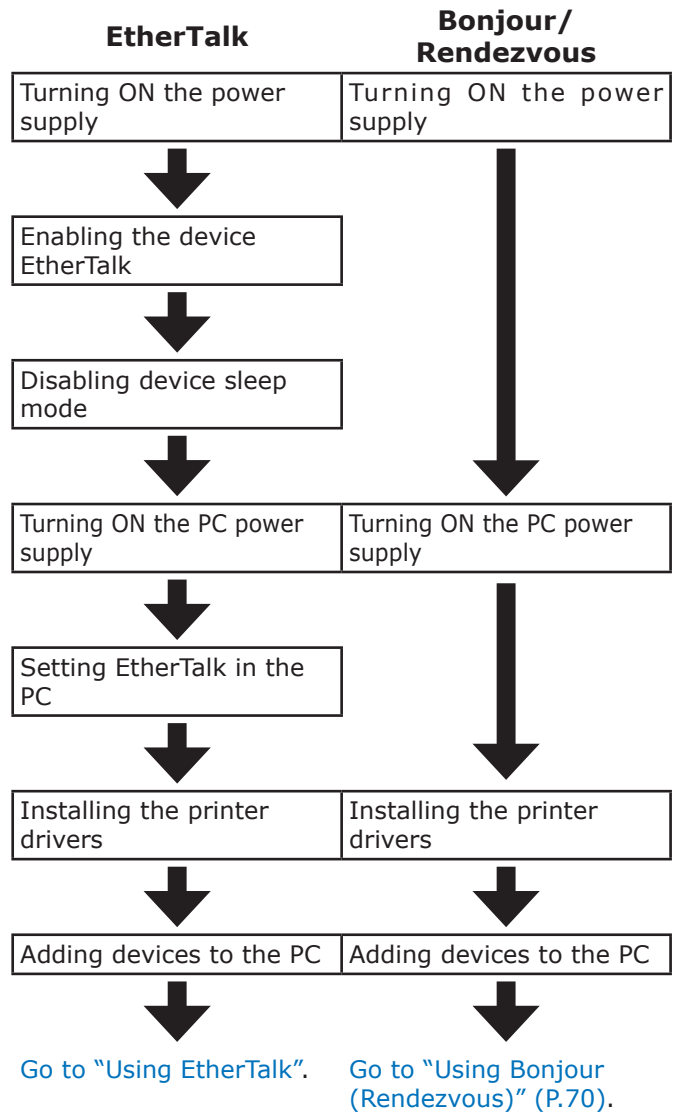 EtherTalk
Bonjour/
Rendezvous
Turning ON the power
supply
Turning ON the power
supply
Enabling the device
EtherTalk
Disabling device sleep
mode
Turning ON the PC power
supply
Turning ON the PC power
supply
Setting EtherTalk in the
PC
Installing the printer
drivers
Installing the printer
drivers
Adding devices to the PC
Adding devices to the PC
Go to “Using EtherTalk”.
Go to “Using Bonjour
(Rendezvous)” (P.70).